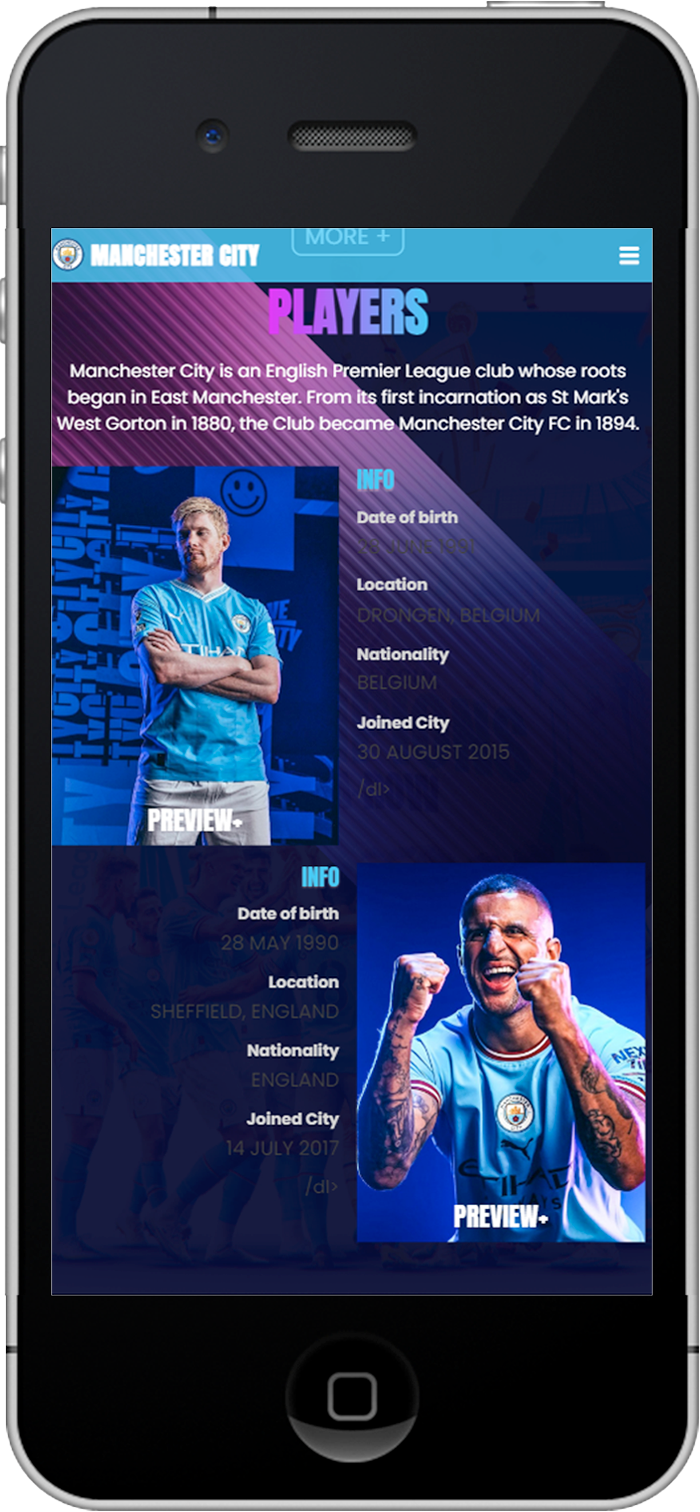 MORE +
MANCHESTER CITY
PLAYERS
Manchester City is an English Premier League club whose roots
began in East Manchester. From its first incarnation as St Mark's
West Gorton in 1880, the Club became Manchester City FC in 1894.
INFO
Date of birth
28 JUNE 1991
Location
DRONGEN, BELGIUM
Nationality
BELGIUM
Joined City
30 AUGUST 2015
/dl>
PREVIEW+
INFO
Date of birth
28 MAY 1990
Location
SHEFFIELD, ENGLAND
Nationality
ENGLAND
Joined City
14 JULY 2017
/dl>
NEX
ETIHAD
PREVIEW+